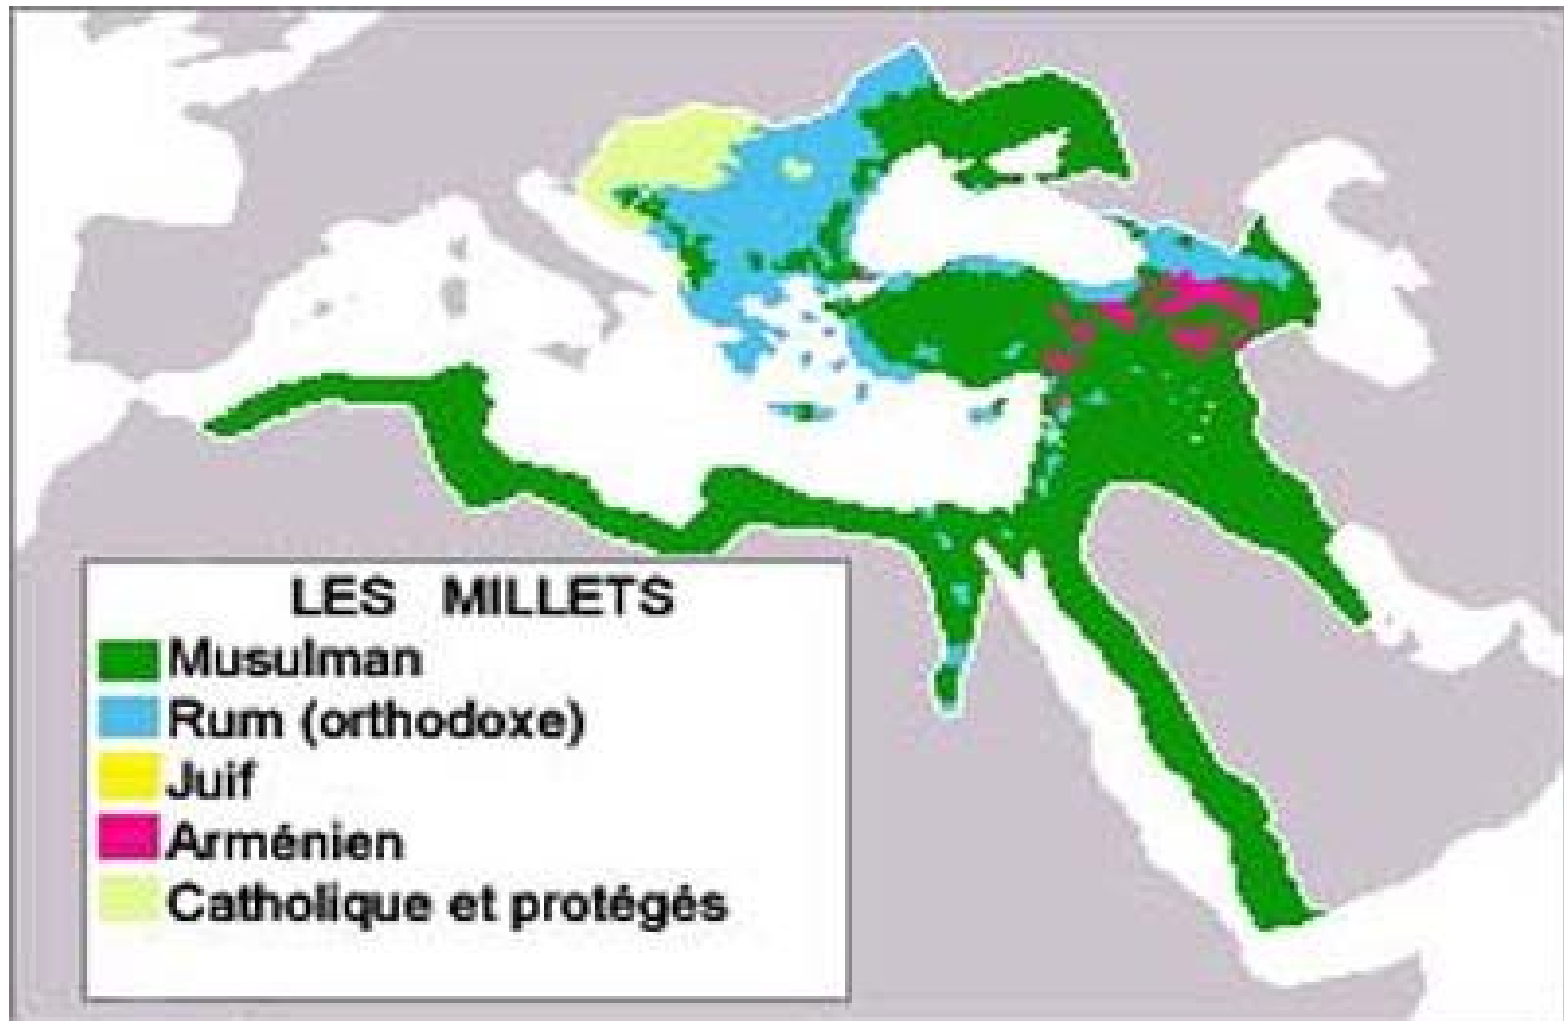 LES MILLETS
Musulman
Rum (orthodoxe)
Juif
Arménien
Catholique et protégés